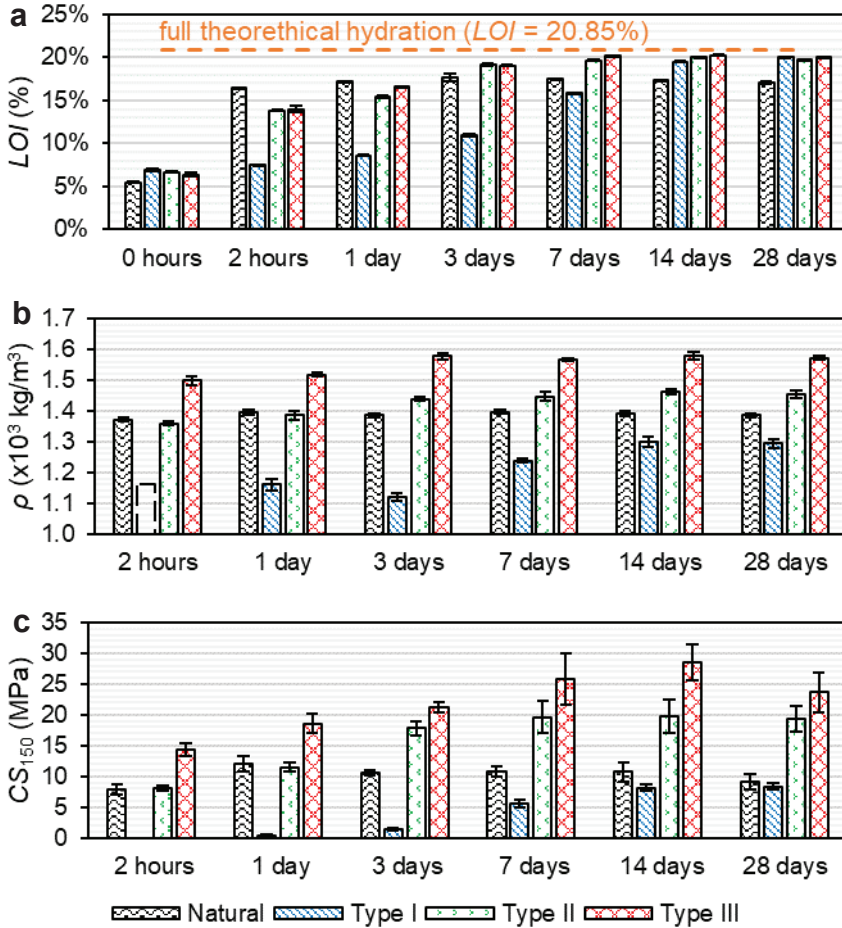 a
full theorethical hydration (LOI = 20.85%)
25%
20%
15%
10%
5%
0%
LOI (%)
0 hours 2 hours 1 day 3 days 7 days 14 days 28 days
b
1.7
1.6
1.5
1.4
1.3
1.2
1.1
1.0
ρ (x10³ kg/m³)
2 hours 1 day 3 days 7 days 14 days 28 days
c
35
30
25
20
15
10
5
0
CS₁₅₀ (MPa)
2 hours 1 day 3 days 7 days 14 days 28 days
Natural Type I Type II Type III